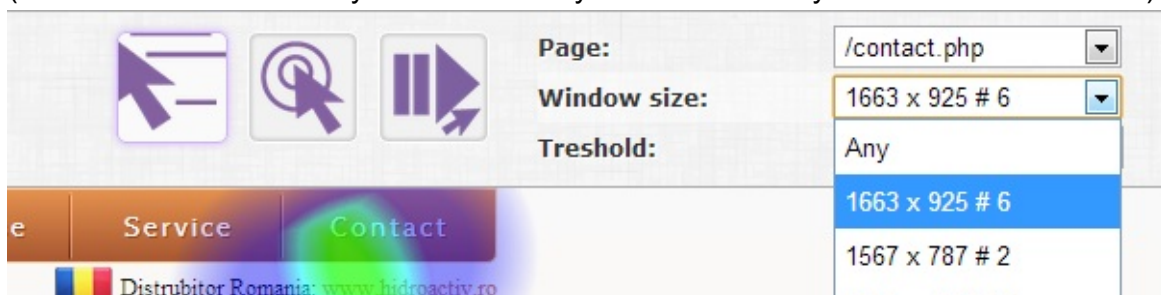 Page:
/contact.php
Window size:
1663 x 925 # 6
Treshold:
Any
1663 x 925 # 6
1567 x 787 # 2
e
Service
Contact
Distrubitor Romania: www.hidroactiv.ro